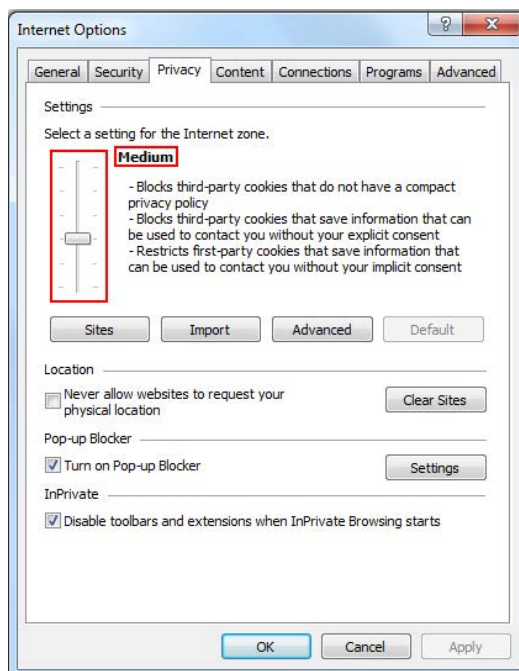 Internet Options
General Security Privacy Content Connections Programs Advanced
Settings
Select a setting for the Internet zone.
Medium
- Blocks third-party cookies that do not have a compact
privacy policy
- Blocks third-party cookies that save information that can
be used to contact you without your explicit consent
- Restricts first-party cookies that save information that
can be used to contact you without your implicit consent
Sites Import Advanced Default
Location
Never allow websites to request your
physical location
Clear Sites
Pop-up Blocker
Turn on Pop-up Blocker
Settings
InPrivate
Disable toolbars and extensions when InPrivate Browsing starts
OK Cancel Apply